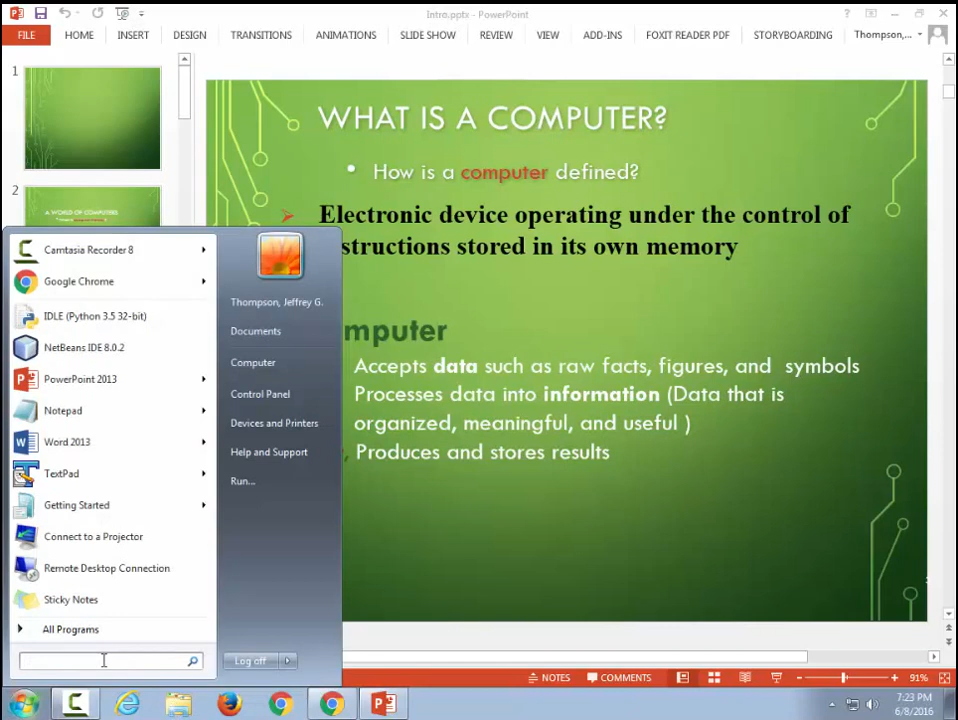 Intro.pptx - PowerPoint
?
FILE HOME INSERT DESIGN TRANSITIONS ANIMATIONS SLIDE SHOW REVIEW VIEW ADD-INS FOXIT READER PDF STORYBOARDING Thompson,...
1
2
A WORLD OF COMPUTERS
WHAT IS A COMPUTER?
• How is a computer defined?
Electronic device operating under the control of
structions stored in its own memory
mputer
Accepts data such as raw facts, figures, and symbols
Processes data into information (Data that is
organized, meaningful, and useful )
Produces and stores results
Camtasia Recorder 8
Google Chrome
IDLE (Python 3.5 32-bit)
NetBeans IDE 8.0.2
PowerPoint 2013
Notepad
Word 2013
TextPad
Getting Started
Connect to a Projector
Remote Desktop Connection
Sticky Notes
All Programs
Thompson, Jeffrey G.
Documents
Computer
Control Panel
Devices and Printers
Help and Support
Run...
Log off
NOTES COMMENTS 91%
7:23 PM
6/8/2016